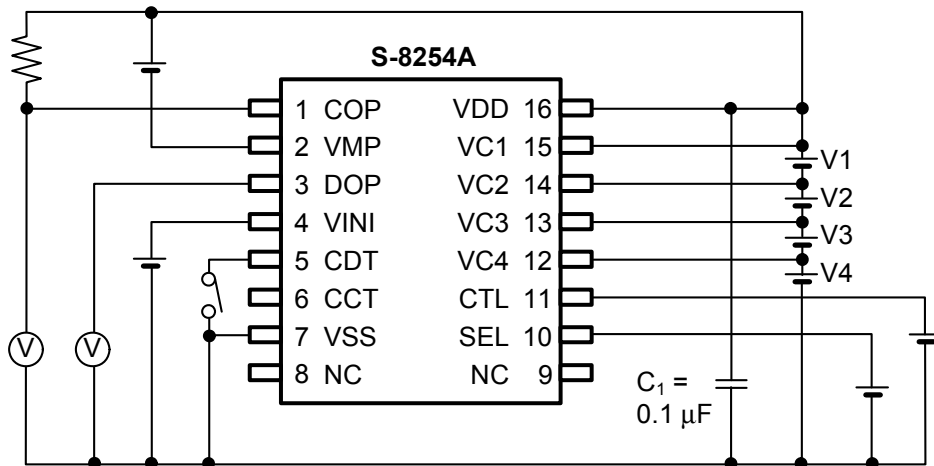 S-8254A
1 COP VDD 16
2 VMP VC1 15
3 DOP VC2 14
4 VINI VC3 13
5 CDT VC4 12
6 CCT CTL 11
7 VSS SEL 10
8 NC NC 9
V1
V2
V3
V4
V V
C₁ =
0.1 µF